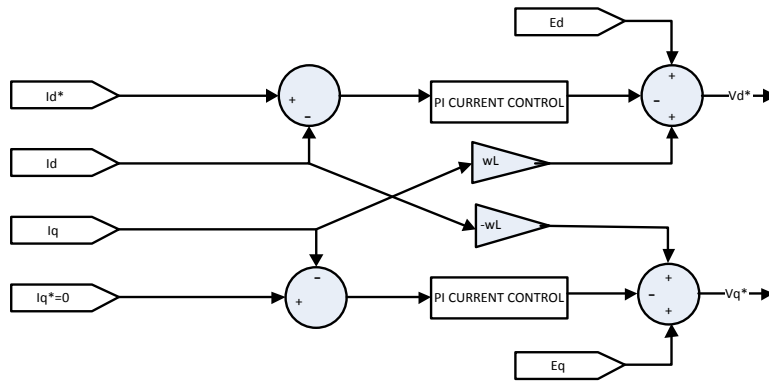 Ed
Id*
+
−
PI CURRENT CONTROL
+
−
+
Vd*
Id
wL
Iq
-wL
Iq*=0
−
+
PI CURRENT CONTROL
+
−
+
Vq*
Eq